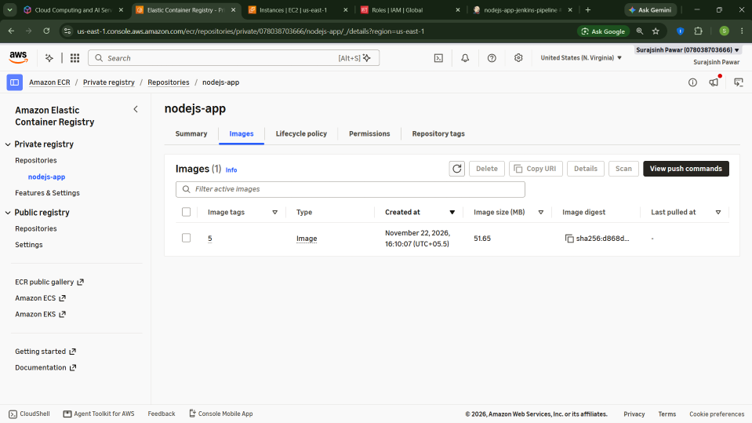 Cloud Computing and AI Serv
Elastic Container Registry - Pr
Instances | EC2 | us-east-1
Roles | IAM | Global
nodejs-app-jenkins-pipeline
Ask Gemini
us-east-1.console.aws.amazon.com/ecr/repositories/private/078038703666/nodejs-app/_/details?region=us-east-1
Ask Google
aws
Search
[Alt+S]
United States (N. Virginia)
Surajsinh Pawar (078038703666)
Surajsinh Pawar
Amazon ECR / Private registry / Repositories / nodejs-app
Amazon Elastic
Container Registry
Private registry
Repositories
nodejs-app
Features & Settings
Public registry
Repositories
Settings
ECR public gallery
Amazon ECS
Amazon EKS
Getting started
Documentation
nodejs-app
Summary
Images
Lifecycle policy
Permissions
Repository tags
Images (1) Info
Delete
Copy URI
Details
Scan
View push commands
Filter active images
Image tags
Type
Created at
Image size (MB)
Image digest
Last pulled at
5
Image
November 22, 2026,
16:10:07 (UTC+05.5)
51.65
sha256:d868d...
-
CloudShell
Agent Toolkit for AWS
Feedback
Console Mobile App
© 2026, Amazon Web Services, Inc. or its affiliates.
Privacy
Terms
Cookie preferences